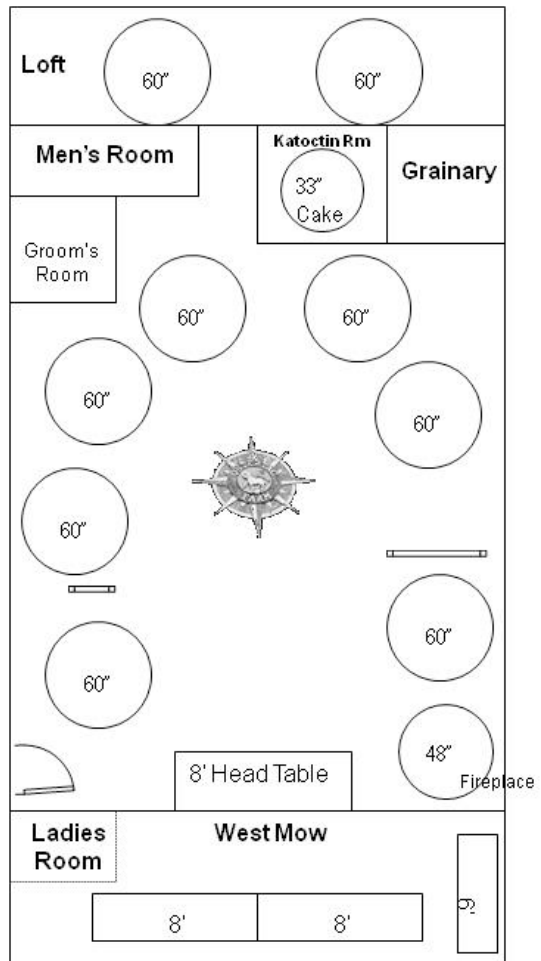 Loft
60"
60"
Men's Room
Katoctin Rm
Grainary
33"
Cake
Groom's
Room
60"
60"
60"
60"
60"
60"
60"
48"
Fireplace
8' Head Table
Ladies
Room
West Mow
8'
8'
6'